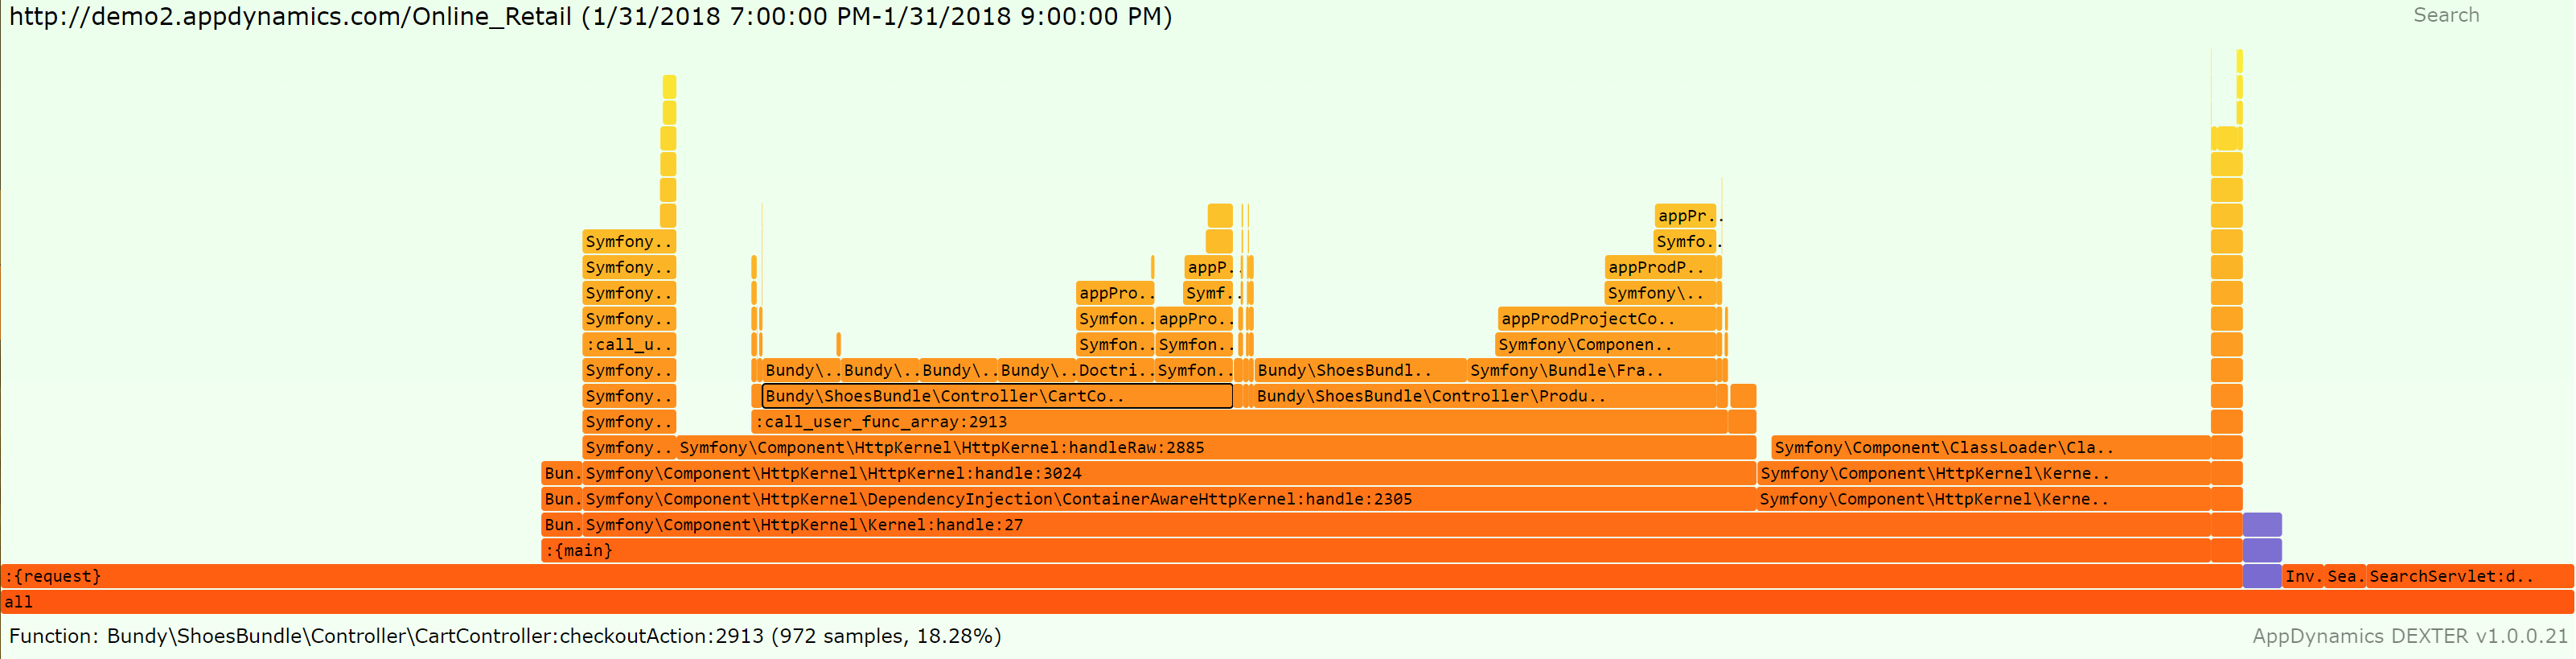 http://demo2.appdynamics.com/Online_Retail (1/31/2018 7:00:00 PM-1/31/2018 9:00:00 PM)
Search
appPr..
Symfony..
Symfo..
Symfony..
appP..
appProdP..
Symfony..
appPro..
Symf..
Symfony\..
Symfony..
Symfon..
appPro..
appProdProjectCo..
:call_u..
Symfon..
Symfon..
Symfony\Componen..
Symfony..
Bundy\..
Bundy\..
Bundy\..
Bundy\..
Doctri..
Symfon..
Bundy\ShoesBundl..
Symfony\Bundle\Fra..
Symfony..
Bundy\ShoesBundle\Controller\CartCo..
Bundy\ShoesBundle\Controller\Produ..
Symfony..
:call_user_func_array:2913
Symfony..
Symfony\Component\HttpKernel\HttpKernel:handleRaw:2885
Symfony\Component\ClassLoader\Cla..
Bun..
Symfony\Component\HttpKernel\HttpKernel:handle:3024
Symfony\Component\HttpKernel\Kerne..
Bun..
Symfony\Component\HttpKernel\DependencyInjection\ContainerAwareHttpKernel:handle:2305
Symfony\Component\HttpKernel\Kerne..
Bun..
Symfony\Component\HttpKernel\Kernel:handle:27
:{main}
:{request}
Inv..
Sea..
SearchServlet:d..
all
Function: Bundy\ShoesBundle\Controller\CartController:checkoutAction:2913 (972 samples, 18.28%)
AppDynamics DEXTER v1.0.0.21